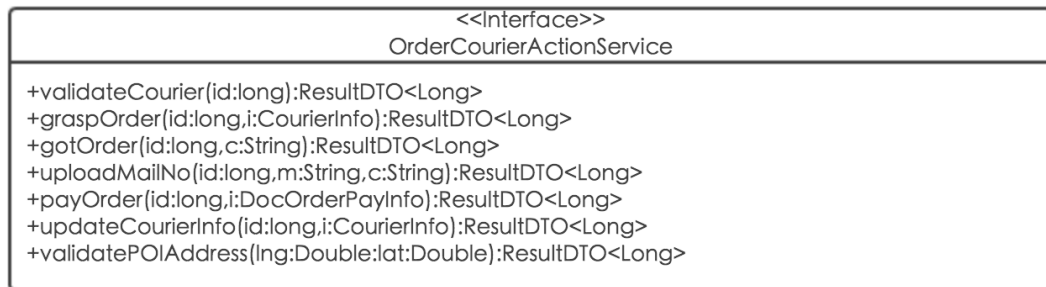 <<Interface>>
OrderCourierActionService
+validateCourier(id:long):ResultDTO<Long>
+graspOrder(id:long,i:CourierInfo):ResultDTO<Long>
+gotOrder(id:long,c:String):ResultDTO<Long>
+uploadMailNo(id:long,m:String,c:String):ResultDTO<Long>
+payOrder(id:long,i:DocOrderPayInfo):ResultDTO<Long>
+updateCourierInfo(id:long,i:CourierInfo):ResultDTO<Long>
+validatePOIAddress(lng:Double:lat:Double):ResultDTO<Long>